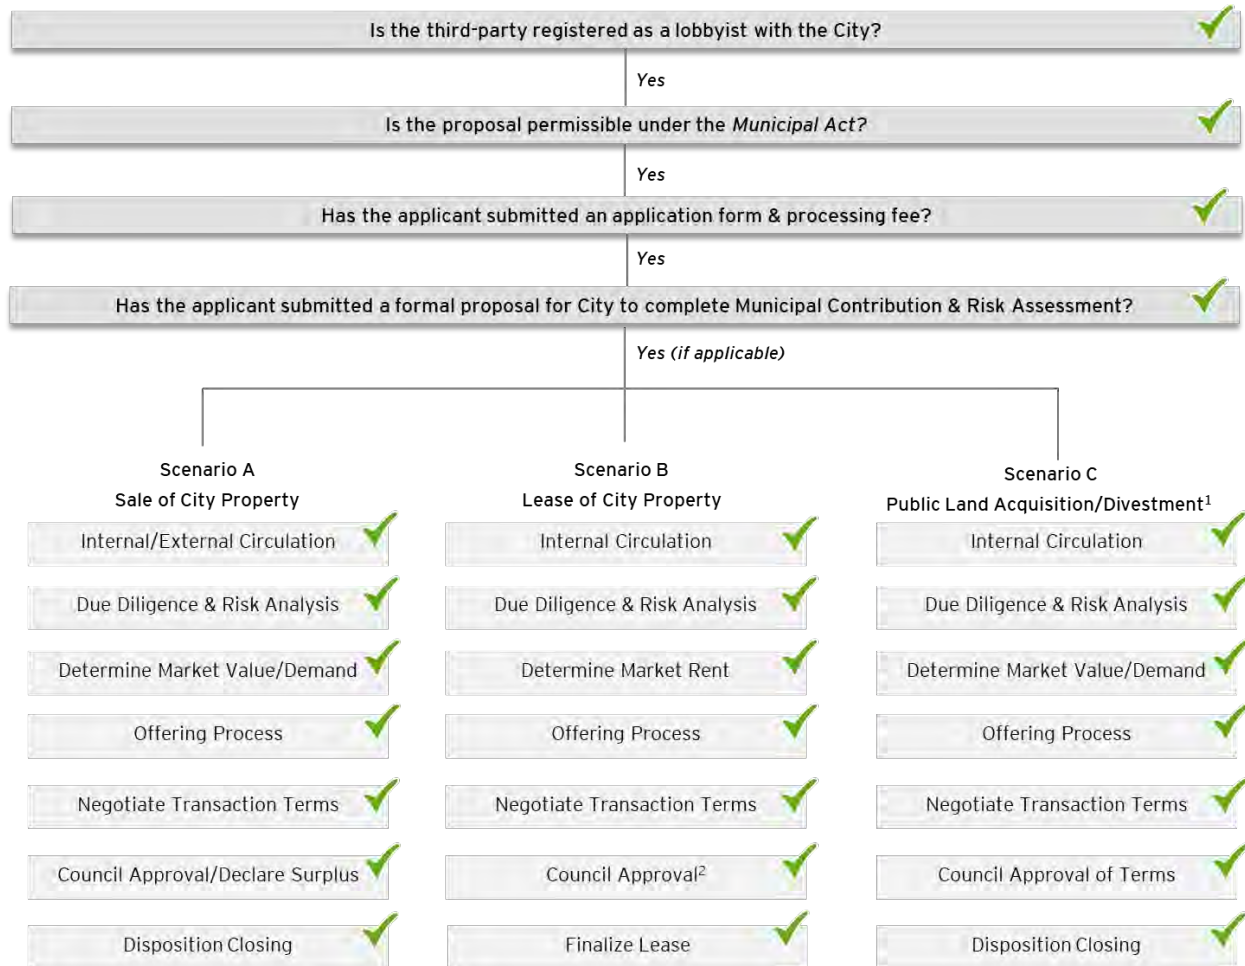 Is the third-party registered as a lobbyist with the City?
Yes
Is the proposal permissible under the Municipal Act?
Yes
Has the applicant submitted an application form & processing fee?
Yes
Has the applicant submitted a formal proposal for City to complete Municipal Contribution & Risk Assessment?
Yes (if applicable)
Scenario A
Sale of City Property
Internal/External Circulation
Due Diligence & Risk Analysis
Determine Market Value/Demand
Offering Process
Negotiate Transaction Terms
Council Approval/Declare Surplus
Disposition Closing
Scenario B
Lease of City Property
Internal Circulation
Due Diligence & Risk Analysis
Determine Market Rent
Offering Process
Negotiate Transaction Terms
Council Approval²
Finalize Lease
Scenario C
Public Land Acquisition/Divestment¹
Internal Circulation
Due Diligence & Risk Analysis
Determine Market Value/Demand
Offering Process
Negotiate Transaction Terms
Council Approval of Terms
Disposition Closing